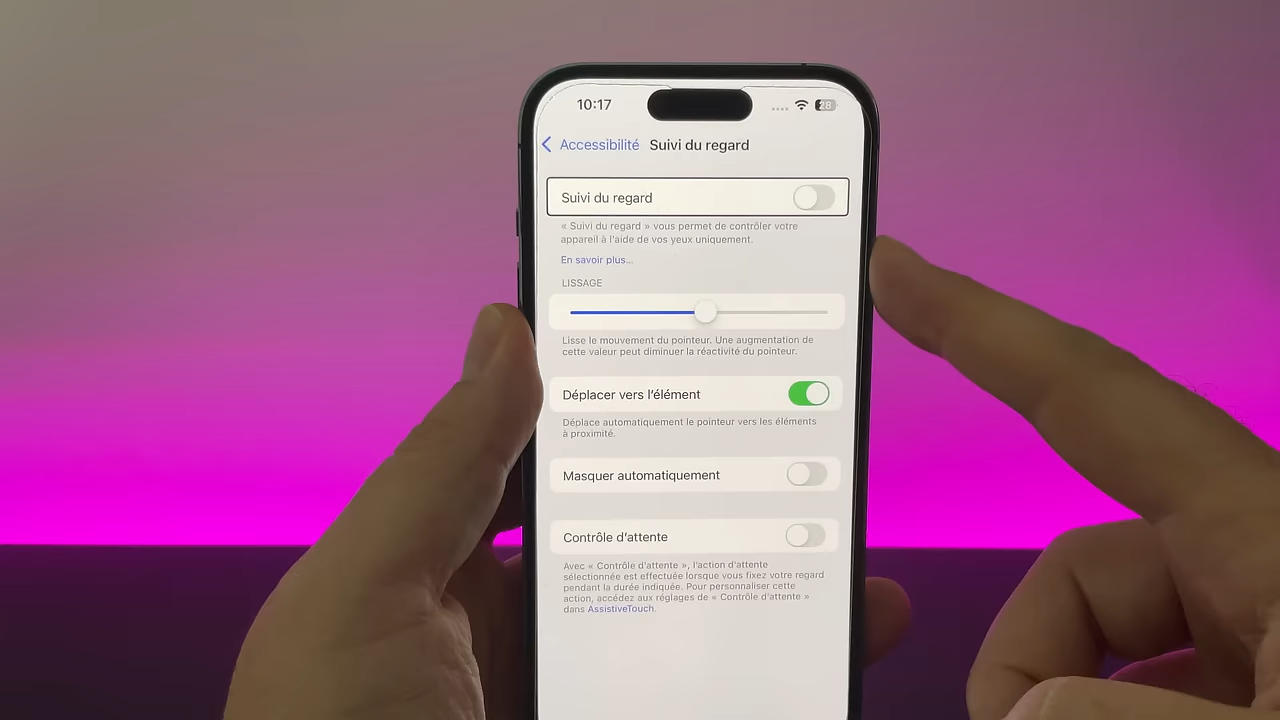 10:17
28
Accessibilité Suivi du regard
Suivi du regard
« Suivi du regard » vous permet de contrôler votre
appareil à l'aide de vos yeux uniquement.
En savoir plus...
LISSAGE
Lisse le mouvement du pointeur. Une augmentation de
cette valeur peut diminuer la réactivité du pointeur.
Déplacer vers l'élément
Déplace automatiquement le pointeur vers les éléments
à proximité.
Masquer automatiquement
Contrôle d'attente
Avec « Contrôle d'attente », l'action d'attente
sélectionnée est effectuée lorsque vous fixez votre regard
pendant la durée indiquée. Pour personnaliser cette
action, accédez aux réglages de « Contrôle d'attente »
dans AssistiveTouch.